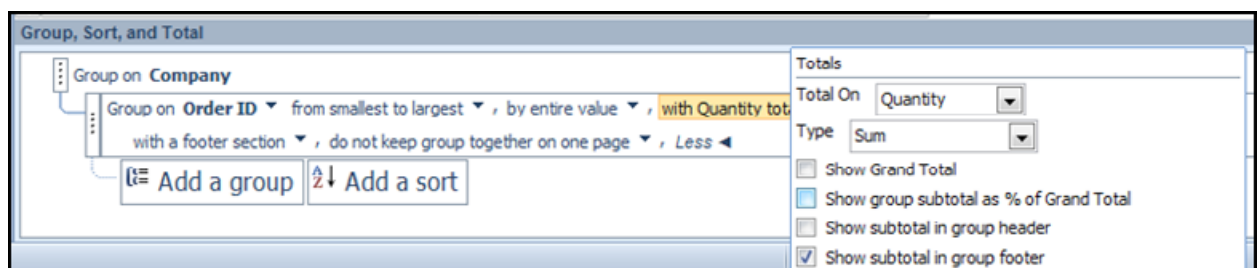 Group, Sort, and Total
Group on Company
Group on Order ID from smallest to largest , by entire value , with Quantity
with a footer section , do not keep group together on one page , Less
Add a group
Add a sort
Totals
Total On Quantity
Type Sum
Show Grand Total
Show group subtotal as % of Grand Total
Show subtotal in group header
Show subtotal in group footer